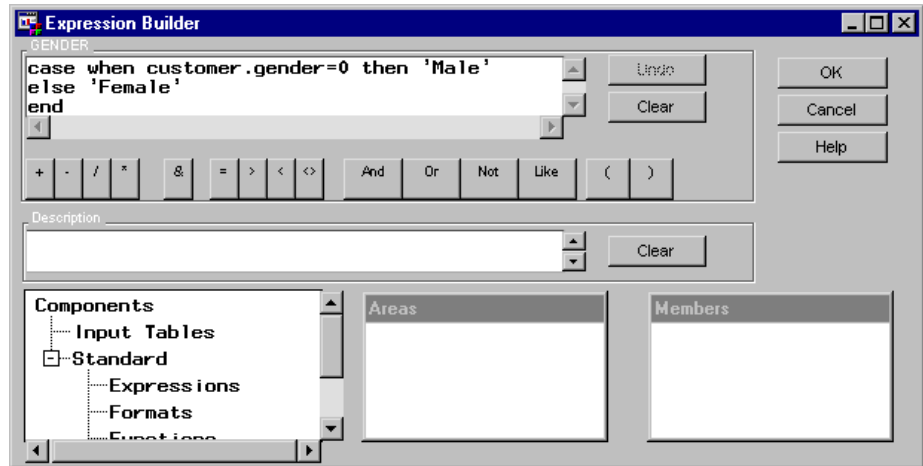 Expression Builder
GENDER
case when customer.gender=0 then 'Male'
else 'Female'
end
Undo
Clear
OK
Cancel
Help
+ - / * & = > < <> And Or Not Like ( )
Description
Clear
Components
Input Tables
Standard
Expressions
Formats
Functions
Areas
Members